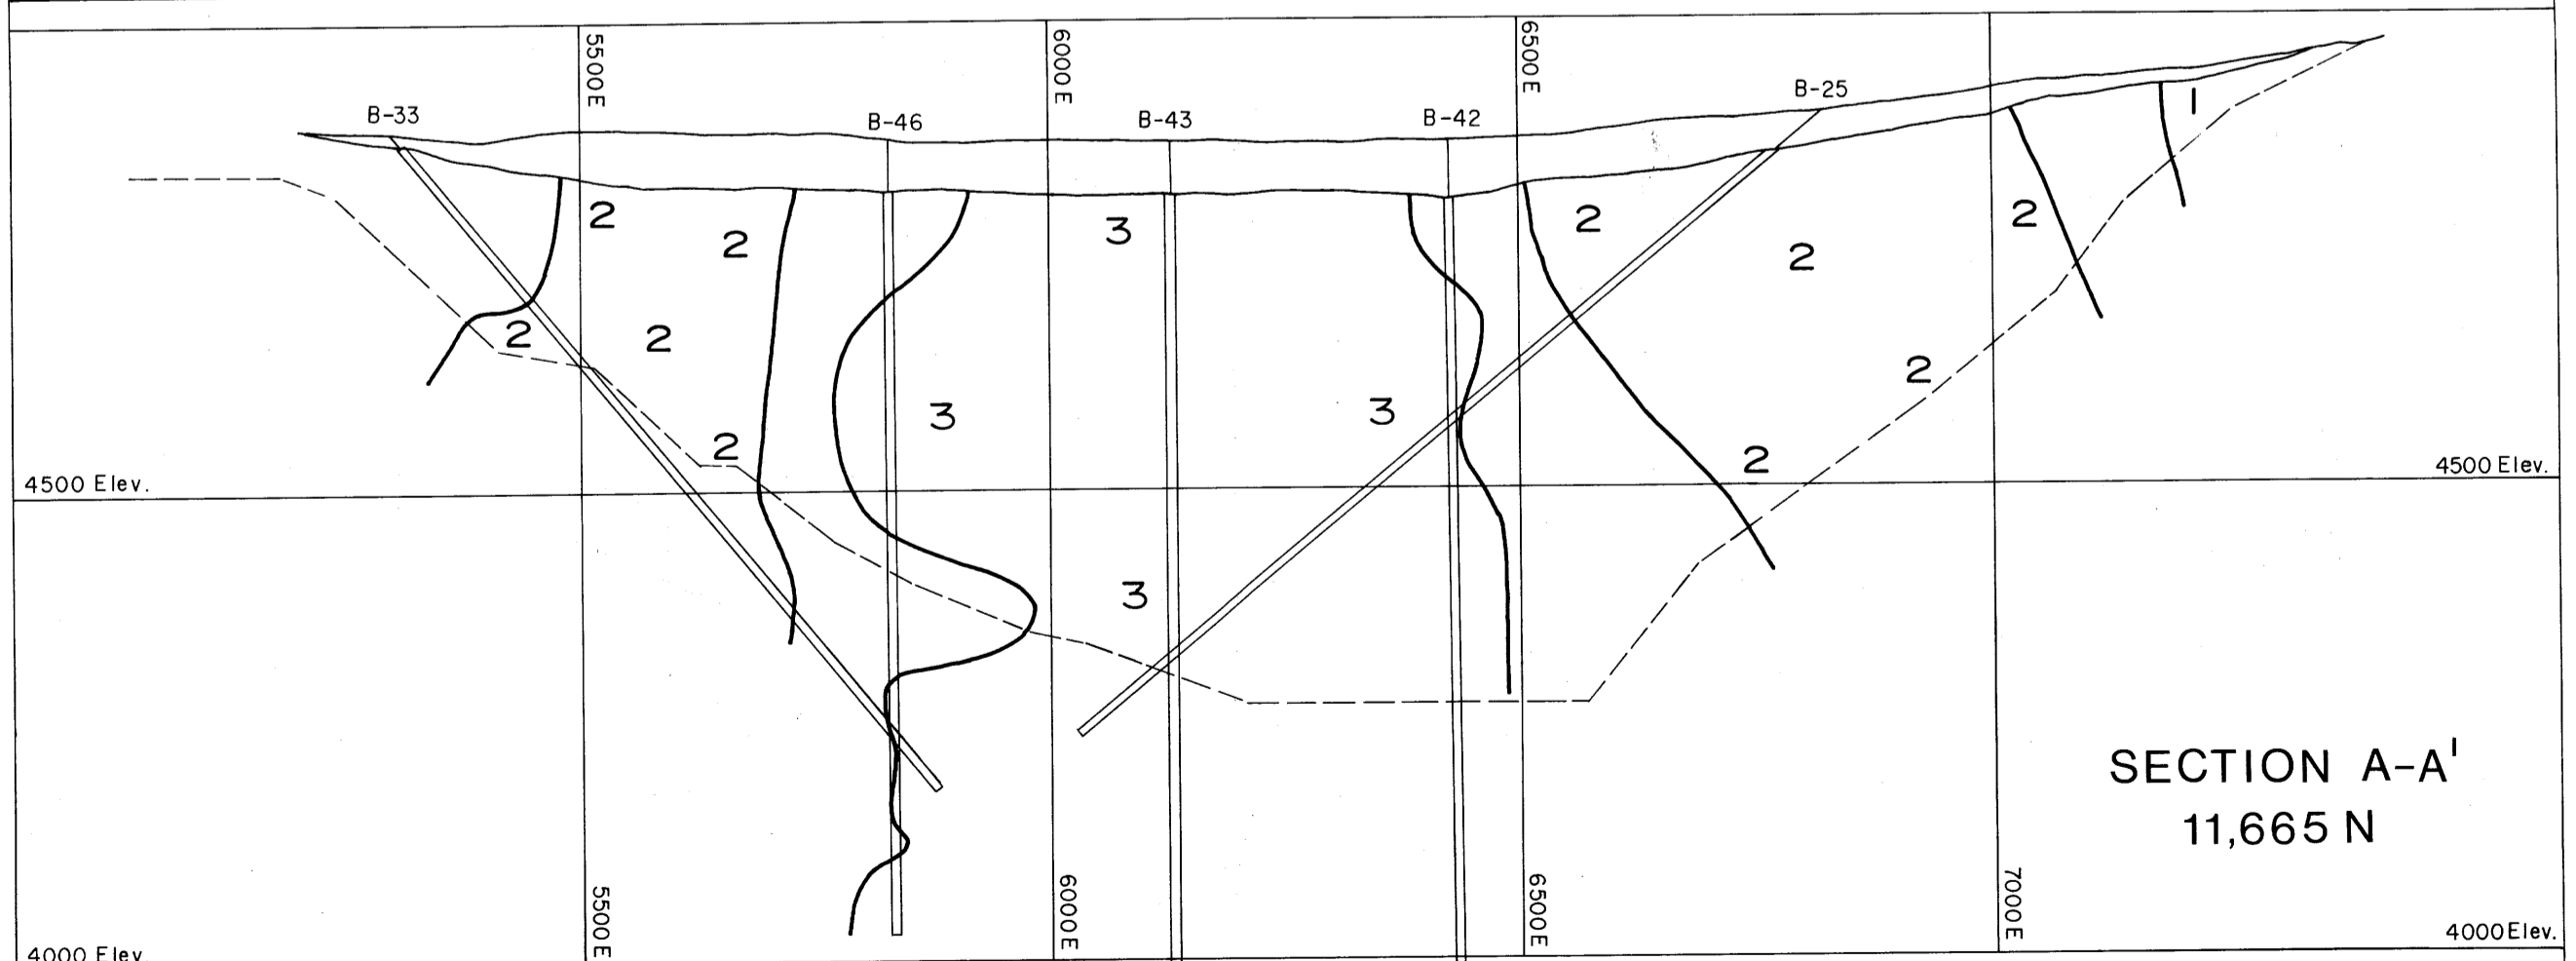 5500E
6000E
6500E
B-33
B-46
B-43
B-42
B-25
1
2
2
3
2
2
2
2
2
2
3
3
2
2
2
3
4500 Elev.
4500 Elev.
SECTION A-A'
11,665 N
5500E
6000E
6500E
7000E
4000 Elev.
4000 Elev.